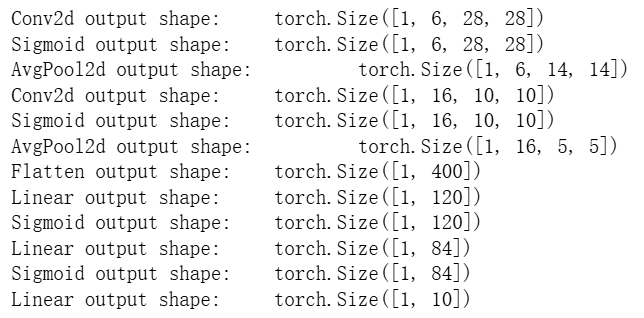 Conv2d output shape: torch.Size([1, 6, 28, 28])
Sigmoid output shape: torch.Size([1, 6, 28, 28])
AvgPool2d output shape: torch.Size([1, 6, 14, 14])
Conv2d output shape: torch.Size([1, 16, 10, 10])
Sigmoid output shape: torch.Size([1, 16, 10, 10])
AvgPool2d output shape: torch.Size([1, 16, 5, 5])
Flatten output shape: torch.Size([1, 400])
Linear output shape: torch.Size([1, 120])
Sigmoid output shape: torch.Size([1, 120])
Linear output shape: torch.Size([1, 84])
Sigmoid output shape: torch.Size([1, 84])
Linear output shape: torch.Size([1, 10])